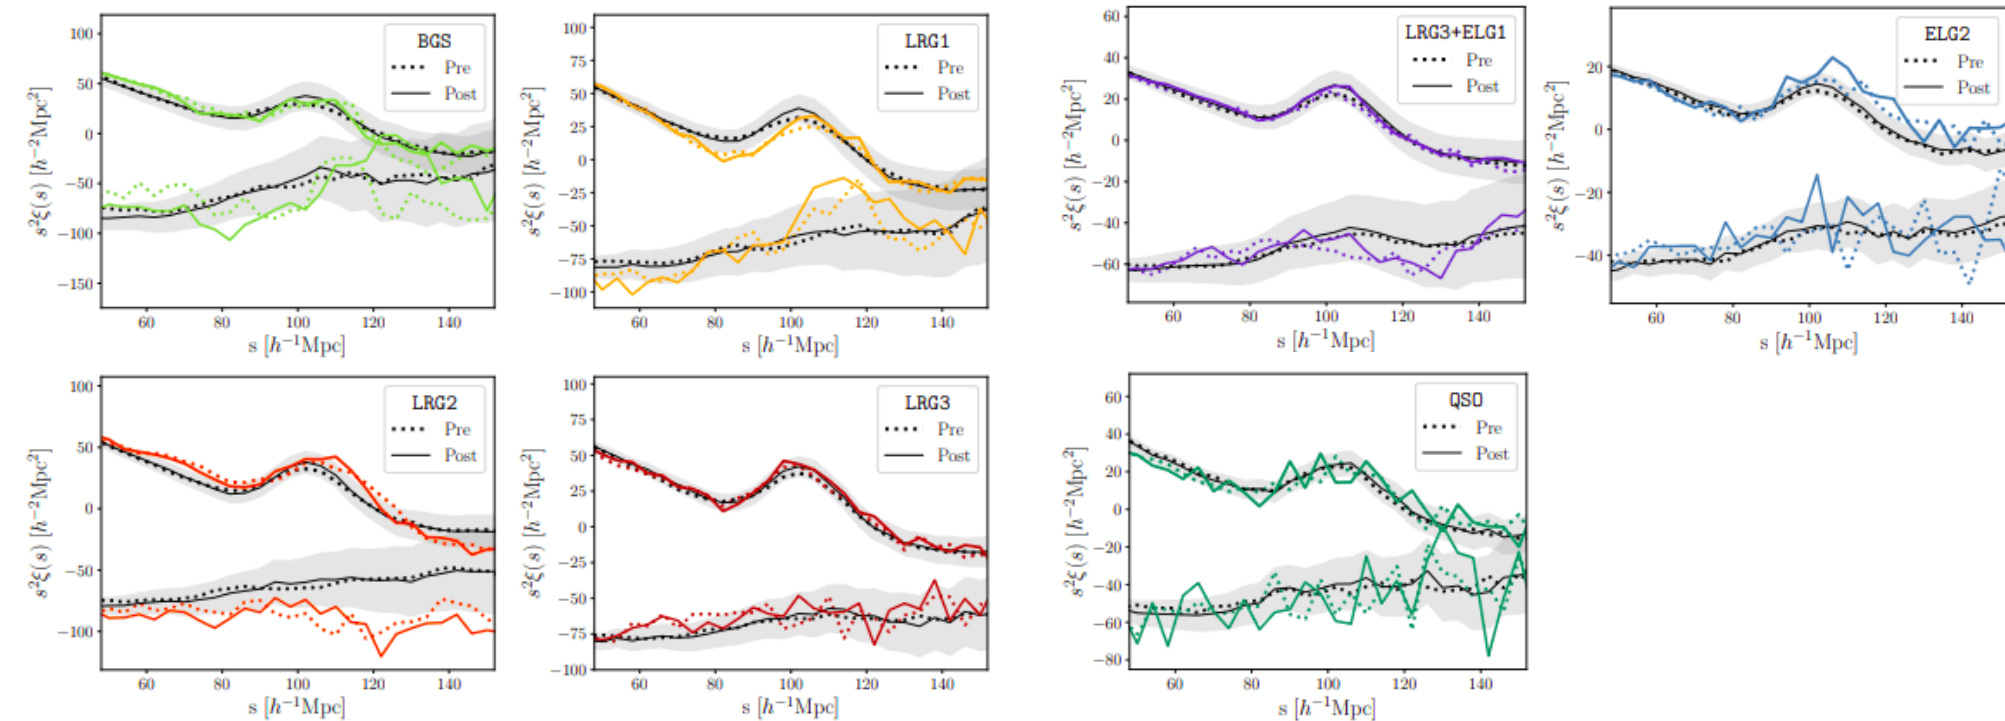 BGS
Pre
Post
100
50
0
−50
−100
−150
60 80 100 120 140
s [h⁻¹Mpc]
s²ξ(s) [h⁻²Mpc²]
LRG1
Pre
Post
100
75
50
25
0
−25
−50
−75
−100
60 80 100 120 140
s [h⁻¹Mpc]
s²ξ(s) [h⁻²Mpc²]
LRG3+ELG1
Pre
Post
60
40
20
0
−20
−40
−60
60 80 100 120 140
s [h⁻¹Mpc]
s²ξ(s) [h⁻²Mpc²]
ELG2
Pre
Post
20
0
−20
−40
60 80 100 120 140
s [h⁻¹Mpc]
s²ξ(s) [h⁻²Mpc²]
LRG2
Pre
Post
100
50
0
−50
−100
60 80 100 120 140
s [h⁻¹Mpc]
s²ξ(s) [h⁻²Mpc²]
LRG3
Pre
Post
100
75
50
25
0
−25
−50
−75
−100
60 80 100 120 140
s [h⁻¹Mpc]
s²ξ(s) [h⁻²Mpc²]
QSO
Pre
Post
60
40
20
0
−20
−40
−60
−80
60 80 100 120 140
s [h⁻¹Mpc]
s²ξ(s) [h⁻²Mpc²]